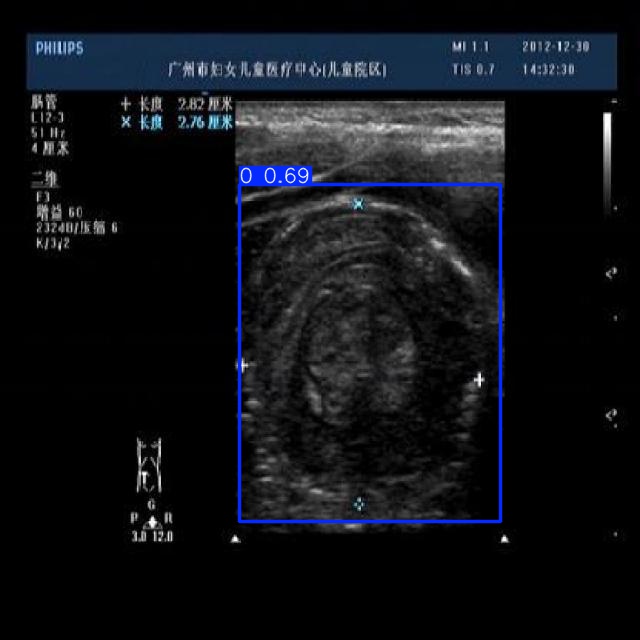 PHILIPS
MI 1.1 2012-12-30
广州市妇女儿童医疗中心(儿童院区)
TIS 0.7 14:32:30
肠管
L12-3
51 Hz
4 厘米
+ 长度 2.82 厘米
× 长度 2.76 厘米
二维
增益 60
232dB/压缩 6
0 0.69
G
P R
3.0 12.0